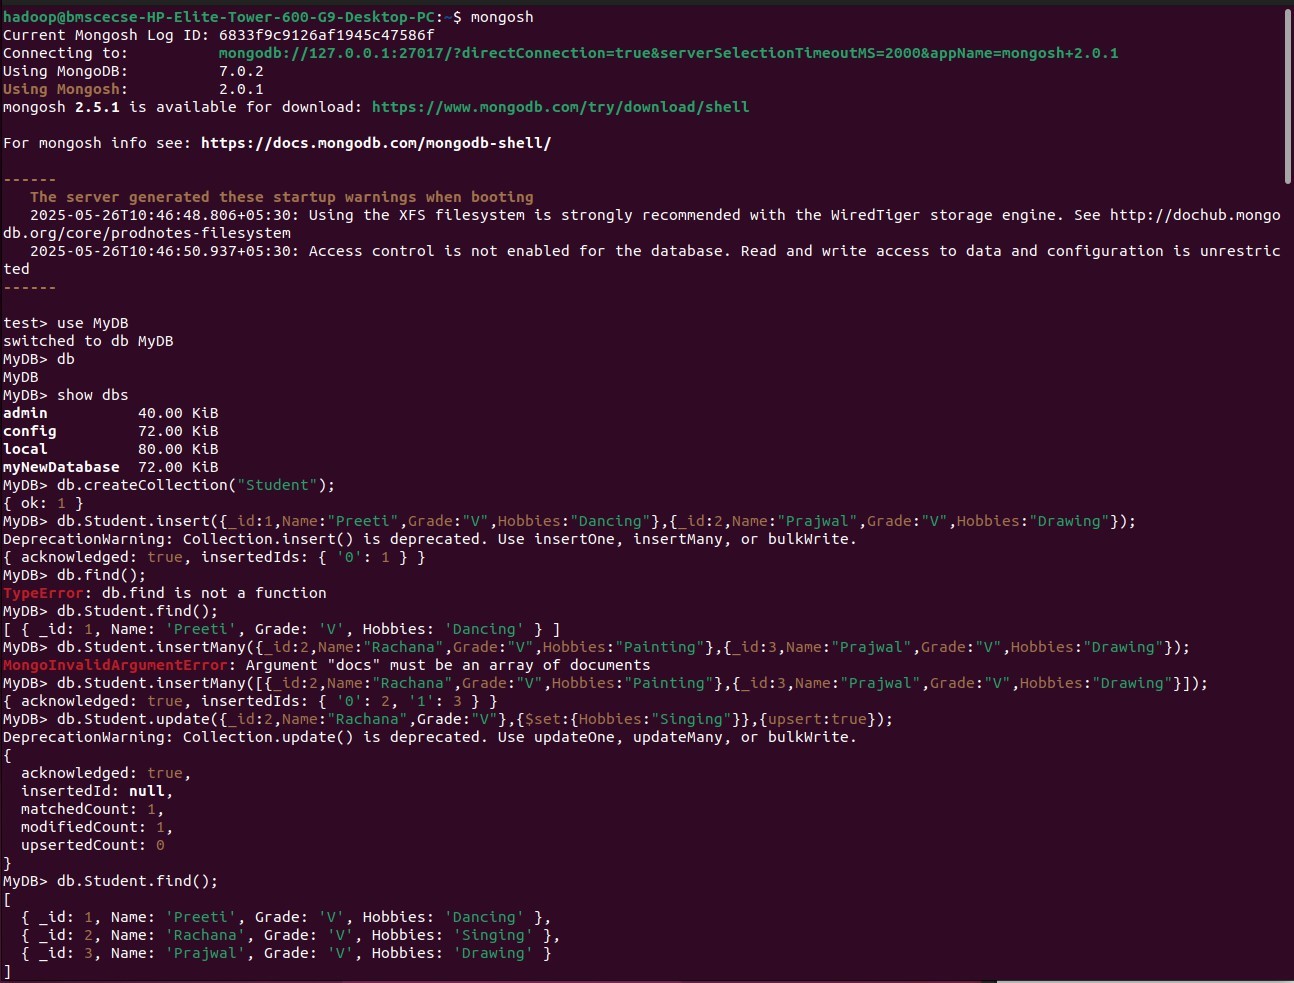 hadoop@bmscecse-HP-Elite-Tower-600-G9-Desktop-PC:~$ mongosh
Current Mongosh Log ID: 6833f9c9126af1945c47586f
Connecting to:          mongodb://127.0.0.1:27017/?directConnection=true&serverSelectionTimeoutMS=2000&appName=mongosh+2.0.1
Using MongoDB:          7.0.2
Using Mongosh:          2.0.1
mongosh 2.5.1 is available for download: https://www.mongodb.com/try/download/shell

For mongosh info see: https://docs.mongodb.com/mongodb-shell/

------
   The server generated these startup warnings when booting
   2025-05-26T10:46:48.806+05:30: Using the XFS filesystem is strongly recommended with the WiredTiger storage engine. See http://dochub.mongo
db.org/core/prodnotes-filesystem
   2025-05-26T10:46:50.937+05:30: Access control is not enabled for the database. Read and write access to data and configuration is unrestric
ted
------

test> use MyDB
switched to db MyDB
MyDB> db
MyDB
MyDB> show dbs
admin          40.00 KiB
config         72.00 KiB
local          80.00 KiB
myNewDatabase  72.00 KiB
MyDB> db.createCollection("Student");
{ ok: 1 }
MyDB> db.Student.insert({_id:1,Name:"Preeti",Grade:"V",Hobbies:"Dancing"},{_id:2,Name:"Prajwal",Grade:"V",Hobbies:"Drawing"});
DeprecationWarning: Collection.insert() is deprecated. Use insertOne, insertMany, or bulkWrite.
{ acknowledged: true, insertedIds: { '0': 1 } }
MyDB> db.find();
TypeError: db.find is not a function
MyDB> db.Student.find();
[ { _id: 1, Name: 'Preeti', Grade: 'V', Hobbies: 'Dancing' } ]
MyDB> db.Student.insertMany({_id:2,Name:"Rachana",Grade:"V",Hobbies:"Painting"},{_id:3,Name:"Prajwal",Grade:"V",Hobbies:"Drawing"});
MongoInvalidArgumentError: Argument "docs" must be an array of documents
MyDB> db.Student.insertMany([{_id:2,Name:"Rachana",Grade:"V",Hobbies:"Painting"},{_id:3,Name:"Prajwal",Grade:"V",Hobbies:"Drawing"}]);
{ acknowledged: true, insertedIds: { '0': 2, '1': 3 } }
MyDB> db.Student.update({_id:2,Name:"Rachana",Grade:"V"},{$set:{Hobbies:"Singing"}},{upsert:true});
DeprecationWarning: Collection.update() is deprecated. Use updateOne, updateMany, or bulkWrite.
{
  acknowledged: true,
  insertedId: null,
  matchedCount: 1,
  modifiedCount: 1,
  upsertedCount: 0
}
MyDB> db.Student.find();
[
  { _id: 1, Name: 'Preeti', Grade: 'V', Hobbies: 'Dancing' },
  { _id: 2, Name: 'Rachana', Grade: 'V', Hobbies: 'Singing' },
  { _id: 3, Name: 'Prajwal', Grade: 'V', Hobbies: 'Drawing' }
]